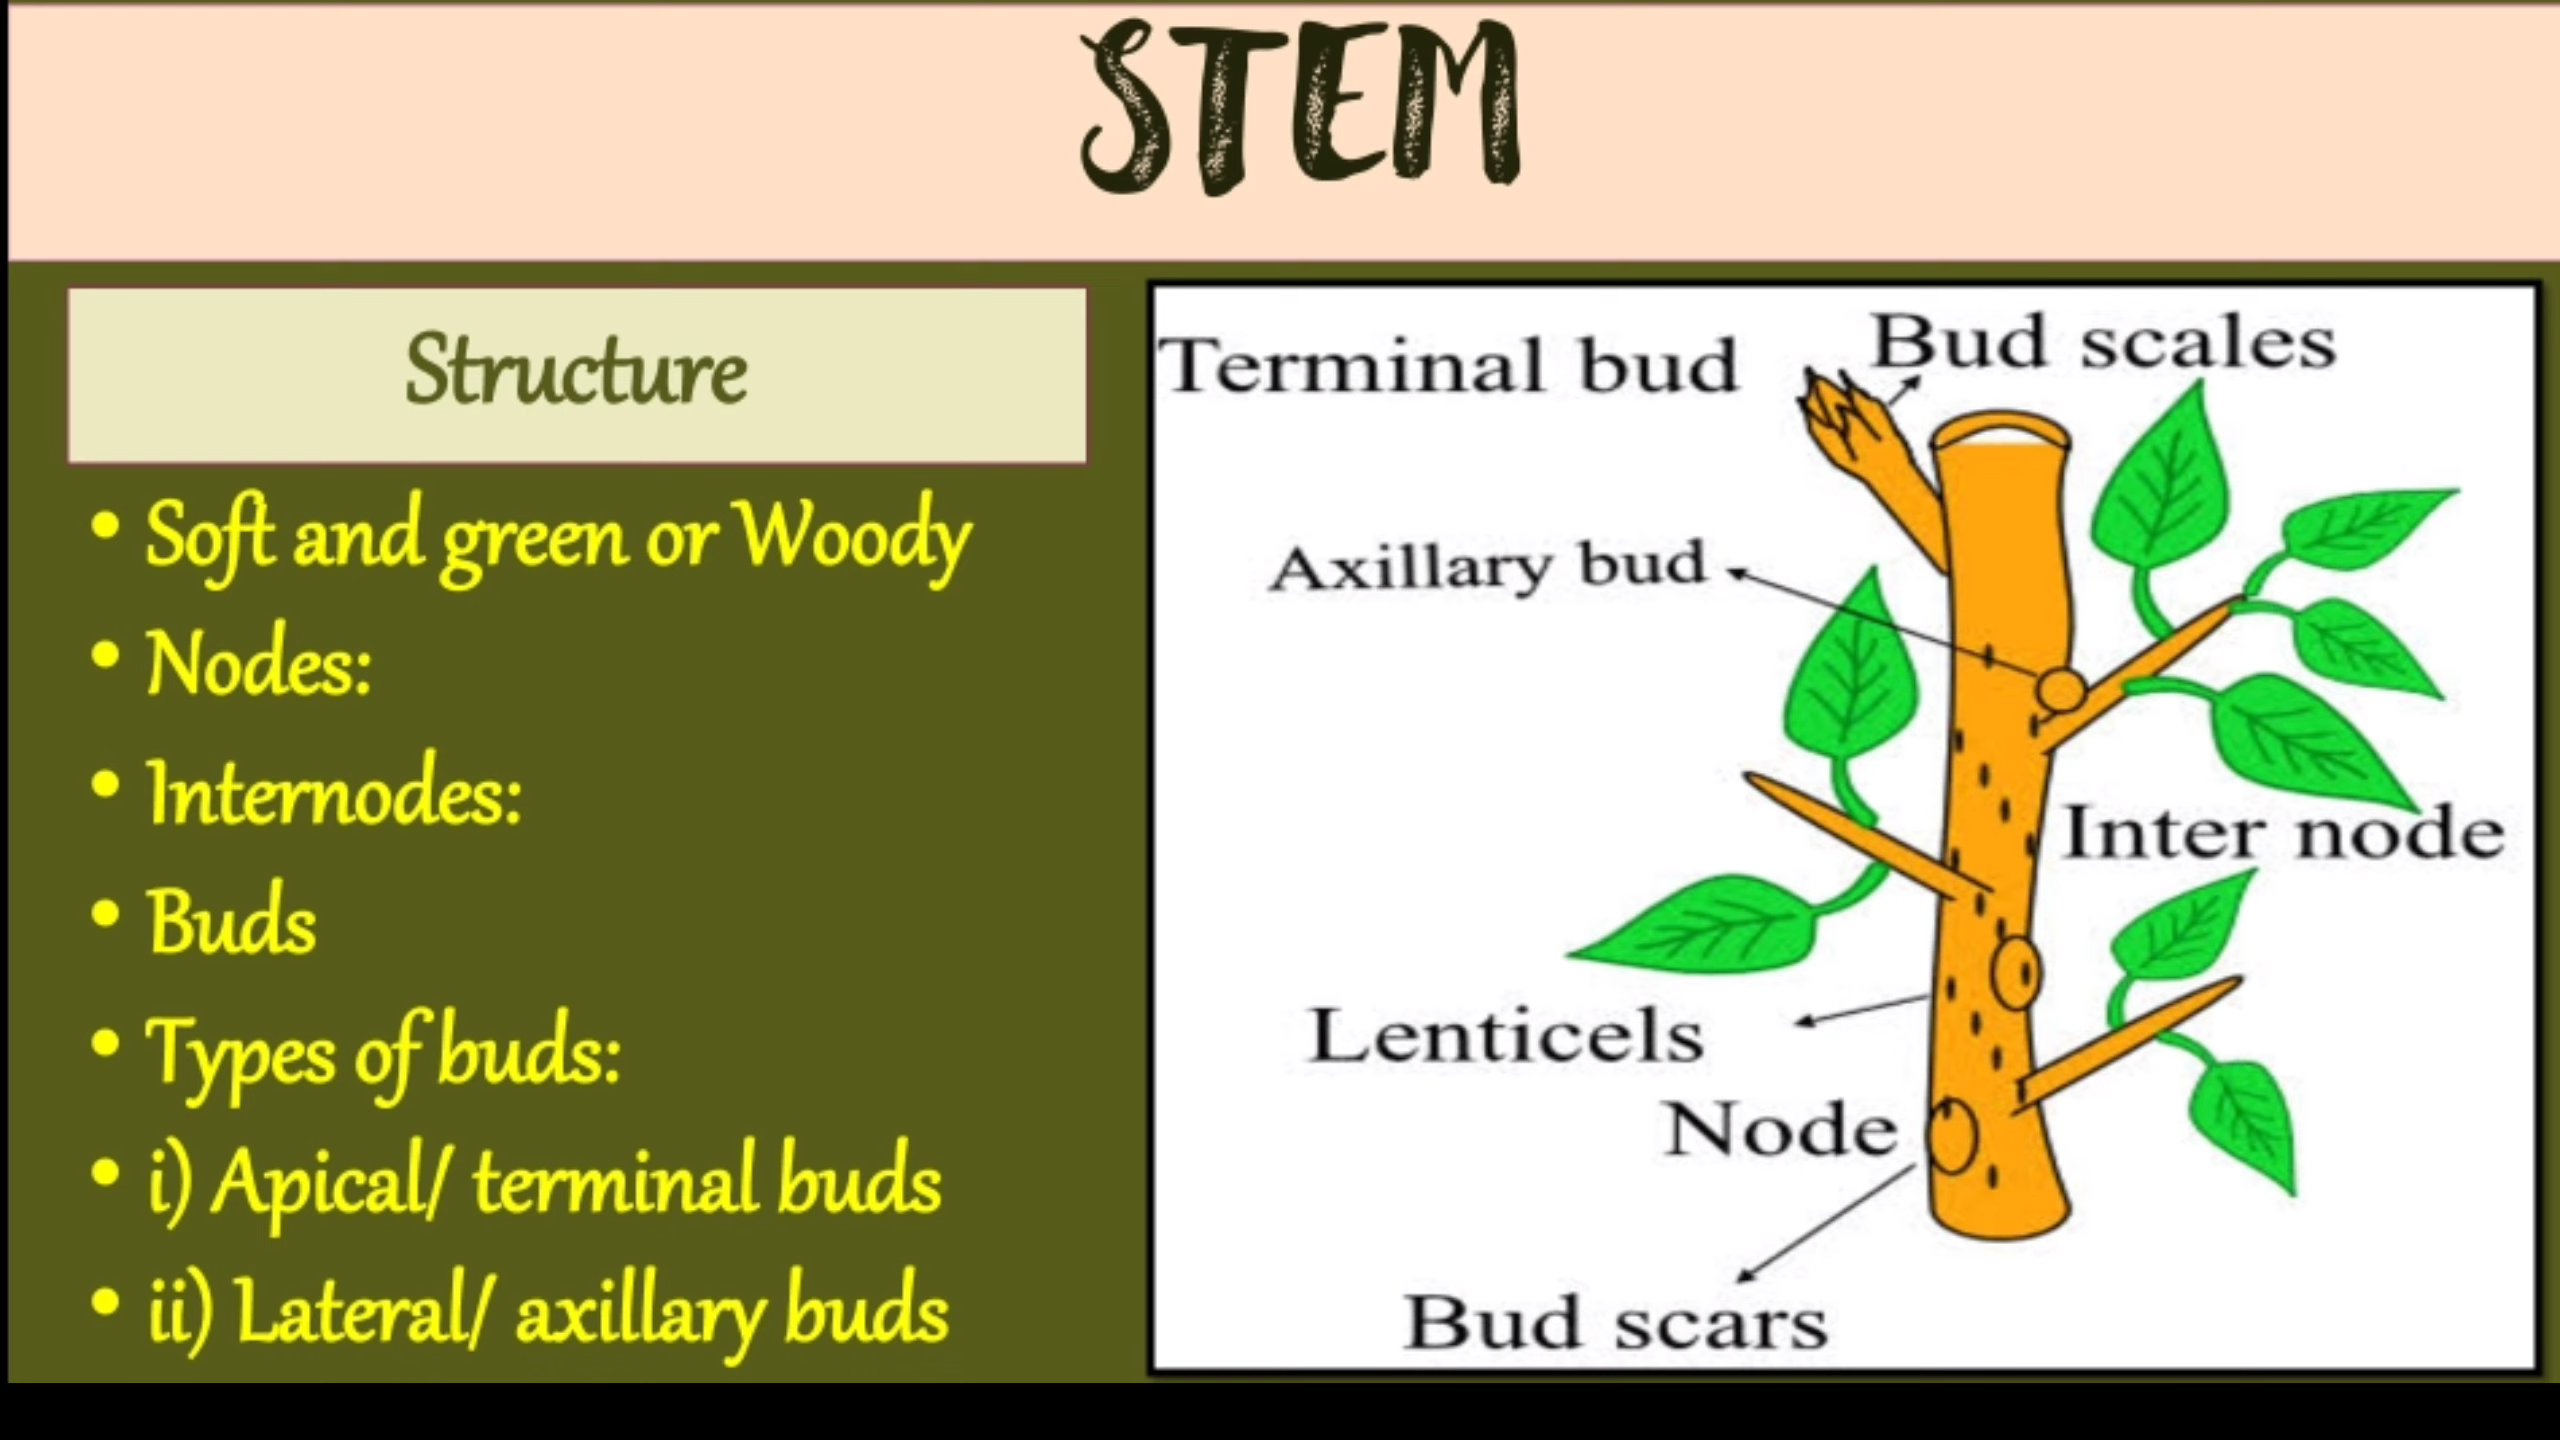 STEM
Structure
• Soft and green or Woody
• Nodes:
• Internodes:
• Buds
• Types of buds:
• i) Apical/ terminal buds
• ii) Lateral/ axillary buds
Terminal bud
Bud scales
Axillary bud
Inter node
Lenticels
Node
Bud scars